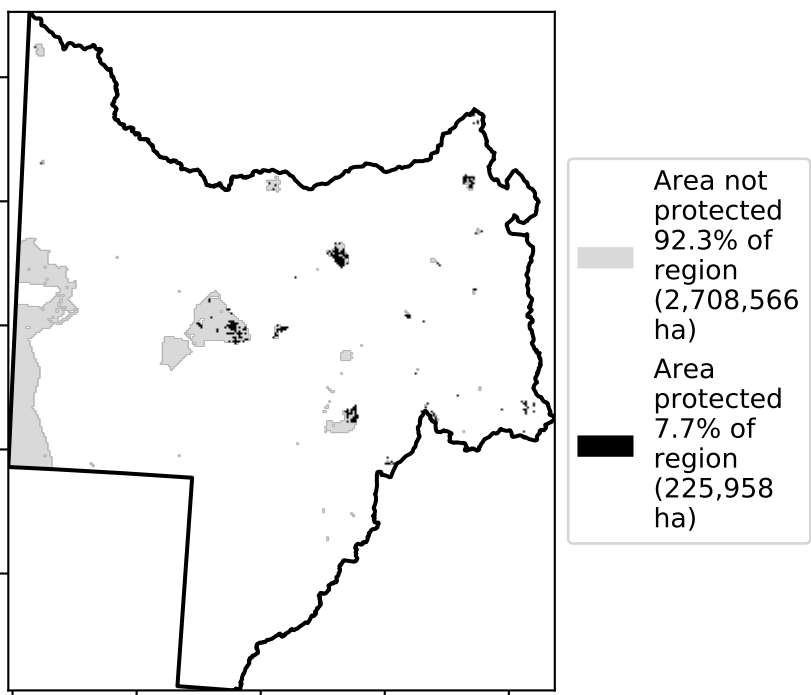 Area not
protected
92.3% of
region
(2,708,566
ha)
Area
protected
7.7% of
region
(225,958
ha)